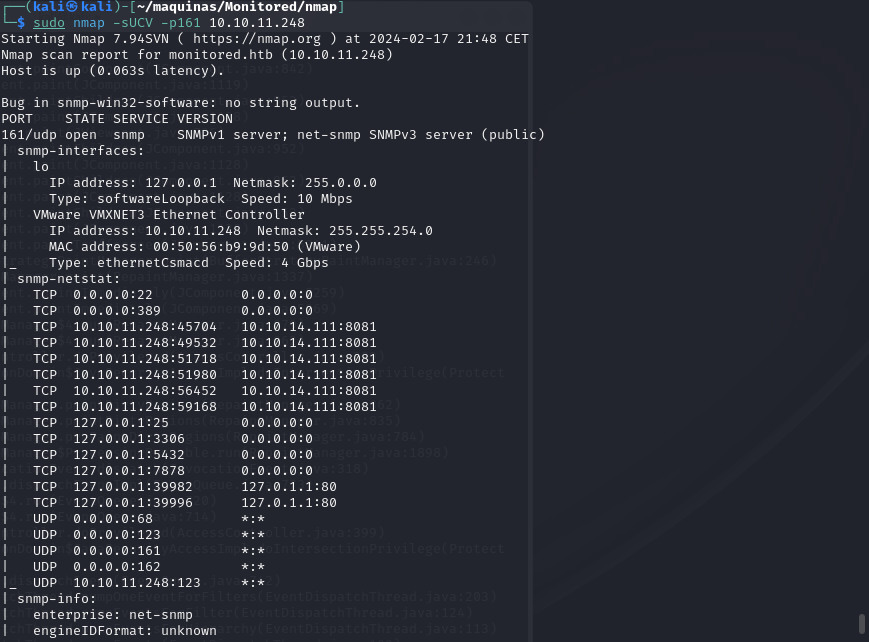 ┌──(kali㉿kali)-[~/maquinas/Monitored/nmap]
└─$ sudo nmap -sUCV -p161 10.10.11.248
Starting Nmap 7.94SVN ( https://nmap.org ) at 2024-02-17 21:48 CET
Nmap scan report for monitored.htb (10.10.11.248)
Host is up (0.063s latency).

Bug in snmp-win32-software: no string output.
PORT    STATE SERVICE VERSION
161/udp open  snmp    SNMPv1 server; net-snmp SNMPv3 server (public)
| snmp-interfaces:
|   lo
|     IP address: 127.0.0.1  Netmask: 255.0.0.0
|     Type: softwareLoopback  Speed: 10 Mbps
|   VMware VMXNET3 Ethernet Controller
|     IP address: 10.10.11.248  Netmask: 255.255.254.0
|     MAC address: 00:50:56:b9:9d:50 (VMware)
|_    Type: ethernetCsmacd  Speed: 4 Gbps
| snmp-netstat:
|   TCP  0.0.0.0:22           0.0.0.0:0
|   TCP  0.0.0.0:389          0.0.0.0:0
|   TCP  10.10.11.248:45704   10.10.14.111:8081
|   TCP  10.10.11.248:49532   10.10.14.111:8081
|   TCP  10.10.11.248:51718   10.10.14.111:8081
|   TCP  10.10.11.248:51980   10.10.14.111:8081
|   TCP  10.10.11.248:56452   10.10.14.111:8081
|   TCP  10.10.11.248:59168   10.10.14.111:8081
|   TCP  127.0.0.1:25         0.0.0.0:0
|   TCP  127.0.0.1:3306       0.0.0.0:0
|   TCP  127.0.0.1:5432       0.0.0.0:0
|   TCP  127.0.0.1:7878       0.0.0.0:0
|   TCP  127.0.0.1:39982      127.0.1.1:80
|   TCP  127.0.0.1:39996      127.0.1.1:80
|   UDP  0.0.0.0:68           *:*
|   UDP  0.0.0.0:123          *:*
|   UDP  0.0.0.0:161          *:*
|   UDP  0.0.0.0:162          *:*
|_  UDP  10.10.11.248:123     *:*
| snmp-info:
|   enterprise: net-snmp
|   engineIDFormat: unknown